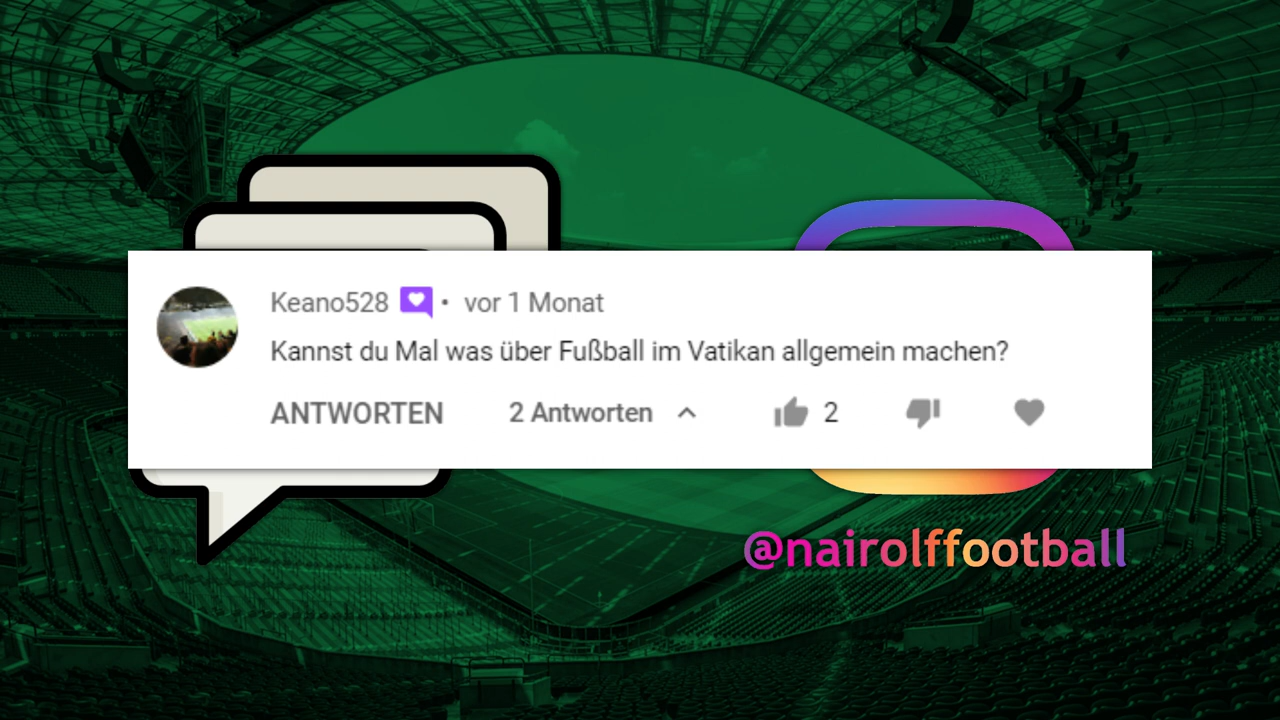 Keano528 • vor 1 Monat
Kannst du Mal was über Fußball im Vatikan allgemein machen?
ANTWORTEN 2 Antworten 2
@nairolffootball